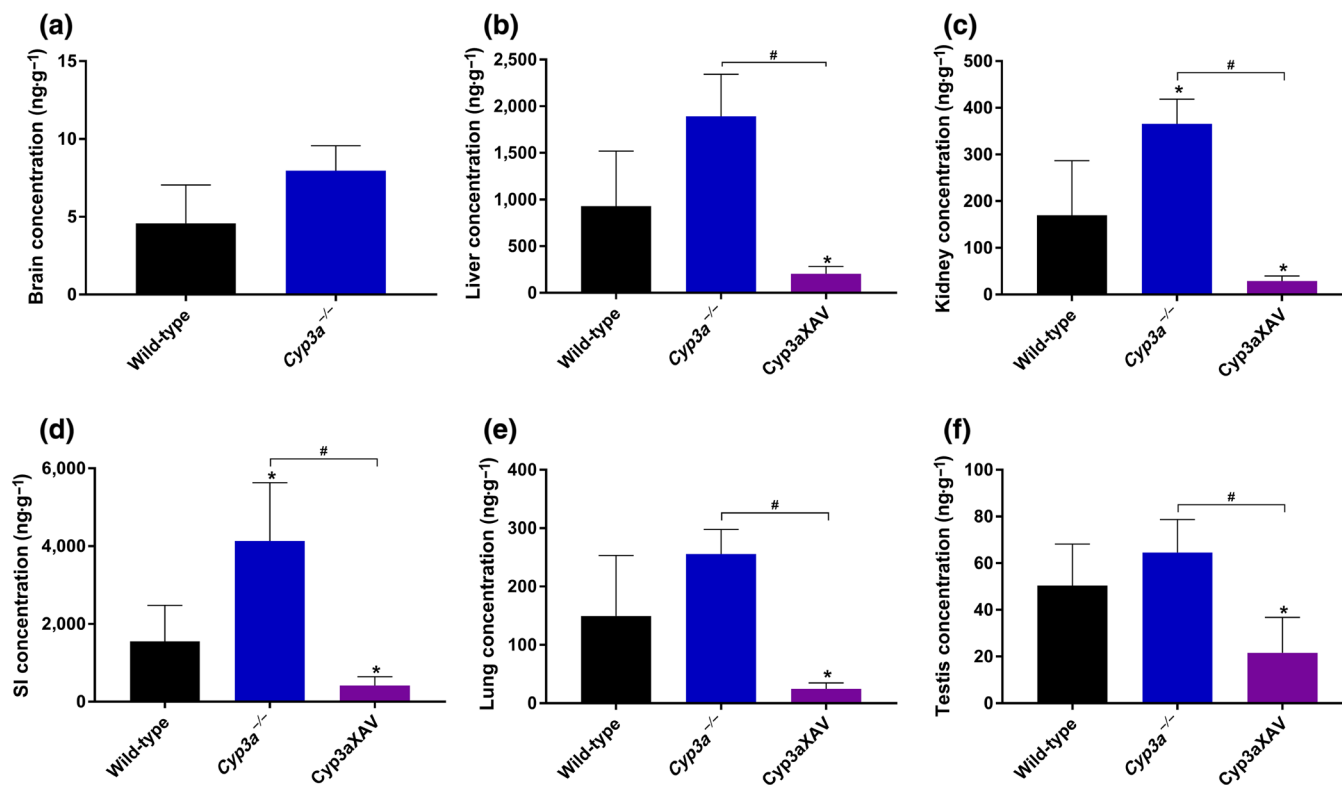 (a)
Brain concentration (ng·g⁻¹)
15
10
5
0
Wild-type
Cyp3a⁻/⁻
(b)
Liver concentration (ng·g⁻¹)
2,500
2,000
1,500
1,000
500
0
#
*
Wild-type
Cyp3a⁻/⁻
Cyp3aXAV
(c)
Kidney concentration (ng·g⁻¹)
500
400
300
200
100
0
#
*
*
Wild-type
Cyp3a⁻/⁻
Cyp3aXAV
(d)
SI concentration (ng·g⁻¹)
6,000
4,000
2,000
0
#
*
*
Wild-type
Cyp3a⁻/⁻
Cyp3aXAV
(e)
Lung concentration (ng·g⁻¹)
400
300
200
100
0
#
*
Wild-type
Cyp3a⁻/⁻
Cyp3aXAV
(f)
Testis concentration (ng·g⁻¹)
100
80
60
40
20
0
#
*
Wild-type
Cyp3a⁻/⁻
Cyp3aXAV